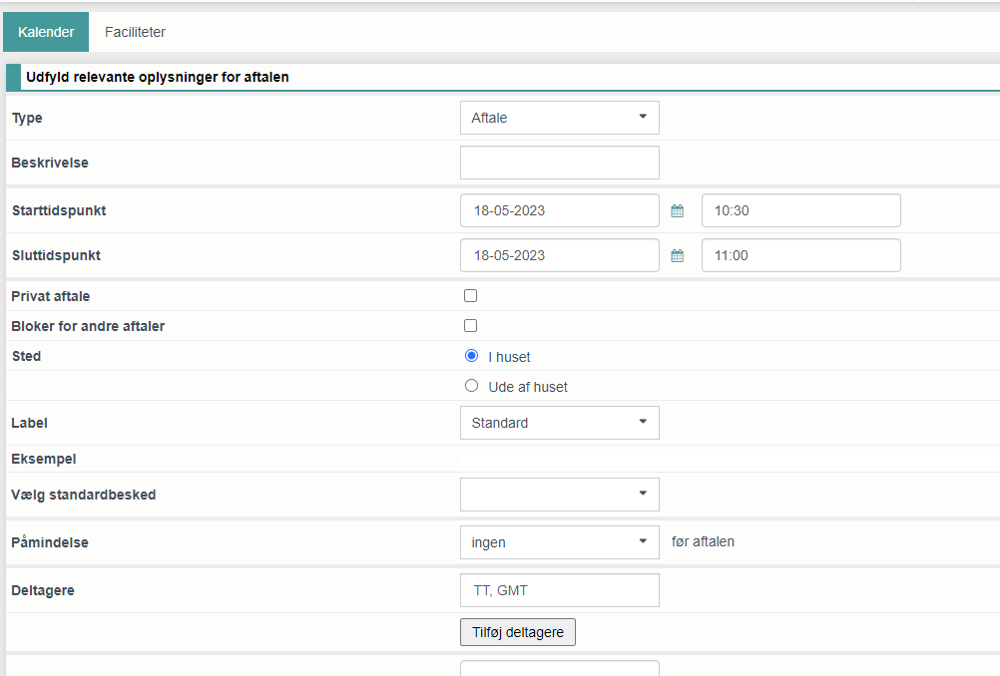 Kalender Faciliteter
Udfyld relevante oplysninger for aftalen
Type Aftale
Beskrivelse
Starttidspunkt 18-05-2023 10:30
Sluttidspunkt 18-05-2023 11:00
Privat aftale
Bloker for andre aftaler
Sted I huset
Ude af huset
Label Standard
Eksempel
Vælg standardbesked
Påmindelse ingen før aftalen
Deltagere TT, GMT
Tilføj deltagere